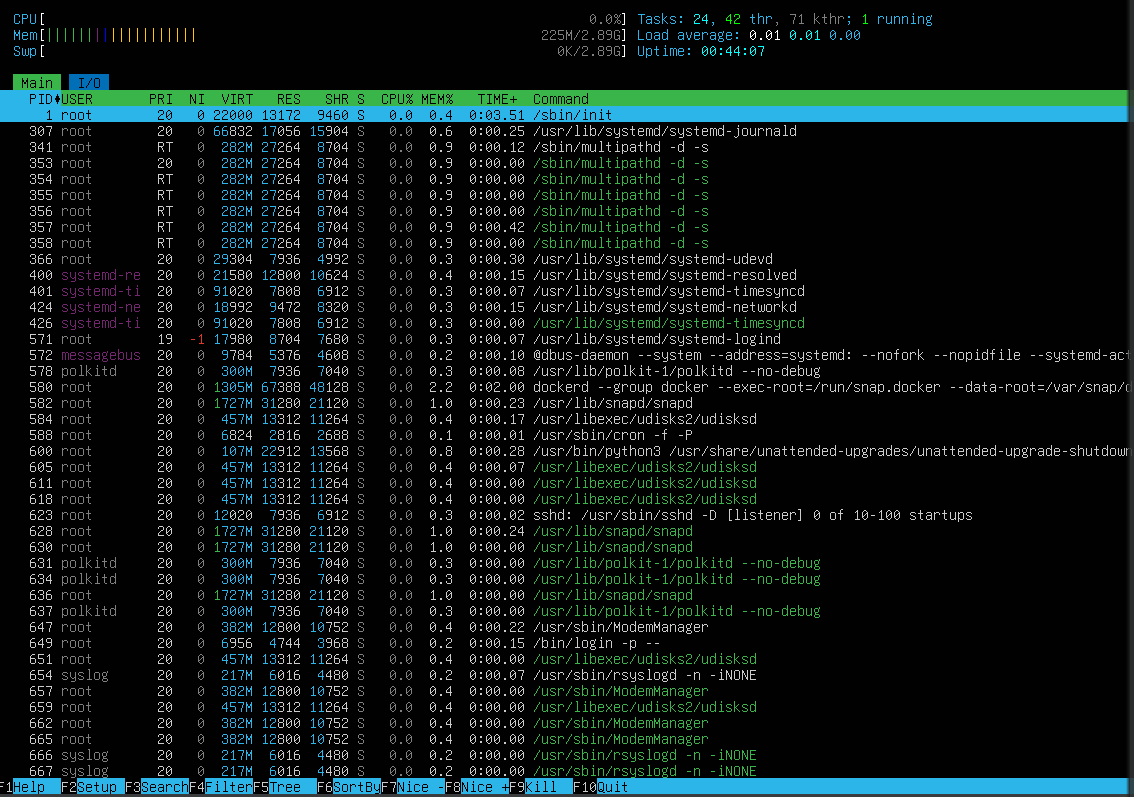 CPU[ 0.0%] Tasks: 24, 42 thr, 71 kthr; 1 running
Mem[||||||||||||||||||| 225M/2.89G] Load average: 0.01 0.01 0.00
Swp[ 0K/2.89G] Uptime: 00:44:07
Main I/O
PID USER PRI NI VIRT RES SHR S CPU% MEM% TIME+ Command
1 root 20 0 22000 13172 9460 S 0.0 0.4 0:03.51 /sbin/init
307 root 20 0 66832 17056 15904 S 0.0 0.6 0:00.25 /usr/lib/systemd/systemd-journald
341 root RT 0 282M 27264 8704 S 0.0 0.9 0:00.12 /sbin/multipathd -d -s
353 root 20 0 282M 27264 8704 S 0.0 0.9 0:00.00 /sbin/multipathd -d -s
354 root RT 0 282M 27264 8704 S 0.0 0.9 0:00.00 /sbin/multipathd -d -s
355 root RT 0 282M 27264 8704 S 0.0 0.9 0:00.00 /sbin/multipathd -d -s
356 root RT 0 282M 27264 8704 S 0.0 0.9 0:00.00 /sbin/multipathd -d -s
357 root RT 0 282M 27264 8704 S 0.0 0.9 0:00.42 /sbin/multipathd -d -s
358 root RT 0 282M 27264 8704 S 0.0 0.9 0:00.00 /sbin/multipathd -d -s
366 root 20 0 29304 7936 4992 S 0.0 0.3 0:00.30 /usr/lib/systemd/systemd-udevd
400 systemd-re 20 0 21580 12800 10624 S 0.0 0.4 0:00.15 /usr/lib/systemd/systemd-resolved
401 systemd-ti 20 0 91020 7808 6912 S 0.0 0.3 0:00.07 /usr/lib/systemd/systemd-timesyncd
424 systemd-ne 20 0 18992 9472 8320 S 0.0 0.3 0:00.15 /usr/lib/systemd/systemd-networkd
426 systemd-ti 20 0 91020 7808 6912 S 0.0 0.3 0:00.00 /usr/lib/systemd/systemd-timesyncd
571 root 19 -1 17980 8704 7680 S 0.0 0.3 0:00.07 /usr/lib/systemd/systemd-logind
572 messagebus 20 0 9784 5376 4608 S 0.0 0.2 0:00.10 @dbus-daemon --system --address=systemd: --nofork --nopidfile --systemd-act
578 polkitd 20 0 300M 7936 7040 S 0.0 0.3 0:00.08 /usr/lib/polkit-1/polkitd --no-debug
580 root 20 0 1305M 67388 48128 S 0.0 2.2 0:02.00 dockerd --group docker --exec-root=/run/snap.docker --data-root=/var/snap/d
582 root 20 0 1727M 31280 21120 S 0.0 1.0 0:00.23 /usr/lib/snapd/snapd
584 root 20 0 457M 13312 11264 S 0.0 0.4 0:00.17 /usr/libexec/udisks2/udisksd
588 root 20 0 6824 2816 2688 S 0.0 0.1 0:00.01 /usr/sbin/cron -f -P
600 root 20 0 107M 22912 13568 S 0.0 0.8 0:00.28 /usr/bin/python3 /usr/share/unattended-upgrades/unattended-upgrade-shutdown
605 root 20 0 457M 13312 11264 S 0.0 0.4 0:00.07 /usr/libexec/udisks2/udisksd
611 root 20 0 457M 13312 11264 S 0.0 0.4 0:00.00 /usr/libexec/udisks2/udisksd
618 root 20 0 457M 13312 11264 S 0.0 0.4 0:00.00 /usr/libexec/udisks2/udisksd
623 root 20 0 12020 7936 6912 S 0.0 0.3 0:00.02 sshd: /usr/sbin/sshd -D [listener] 0 of 10-100 startups
628 root 20 0 1727M 31280 21120 S 0.0 1.0 0:00.24 /usr/lib/snapd/snapd
630 root 20 0 1727M 31280 21120 S 0.0 1.0 0:00.00 /usr/lib/snapd/snapd
631 polkitd 20 0 300M 7936 7040 S 0.0 0.3 0:00.00 /usr/lib/polkit-1/polkitd --no-debug
634 polkitd 20 0 300M 7936 7040 S 0.0 0.3 0:00.00 /usr/lib/polkit-1/polkitd --no-debug
636 root 20 0 1727M 31280 21120 S 0.0 1.0 0:00.00 /usr/lib/snapd/snapd
637 polkitd 20 0 300M 7936 7040 S 0.0 0.3 0:00.00 /usr/lib/polkit-1/polkitd --no-debug
647 root 20 0 382M 12800 10752 S 0.0 0.4 0:00.22 /usr/sbin/ModemManager
649 root 20 0 6956 4744 3968 S 0.0 0.2 0:00.15 /bin/login -p --
651 root 20 0 457M 13312 11264 S 0.0 0.4 0:00.00 /usr/libexec/udisks2/udisksd
654 syslog 20 0 217M 6016 4480 S 0.0 0.2 0:00.07 /usr/sbin/rsyslogd -n -iNONE
657 root 20 0 382M 12800 10752 S 0.0 0.4 0:00.00 /usr/sbin/ModemManager
659 root 20 0 457M 13312 11264 S 0.0 0.4 0:00.00 /usr/libexec/udisks2/udisksd
662 root 20 0 382M 12800 10752 S 0.0 0.4 0:00.00 /usr/sbin/ModemManager
665 root 20 0 382M 12800 10752 S 0.0 0.4 0:00.00 /usr/sbin/ModemManager
666 syslog 20 0 217M 6016 4480 S 0.0 0.2 0:00.00 /usr/sbin/rsyslogd -n -iNONE
667 syslog 20 0 217M 6016 4480 S 0.0 0.2 0:00.00 /usr/sbin/rsyslogd -n -iNONE
F1Help F2Setup F3SearchF4FilterF5Tree F6SortByF7Nice -F8Nice +F9Kill F10Quit